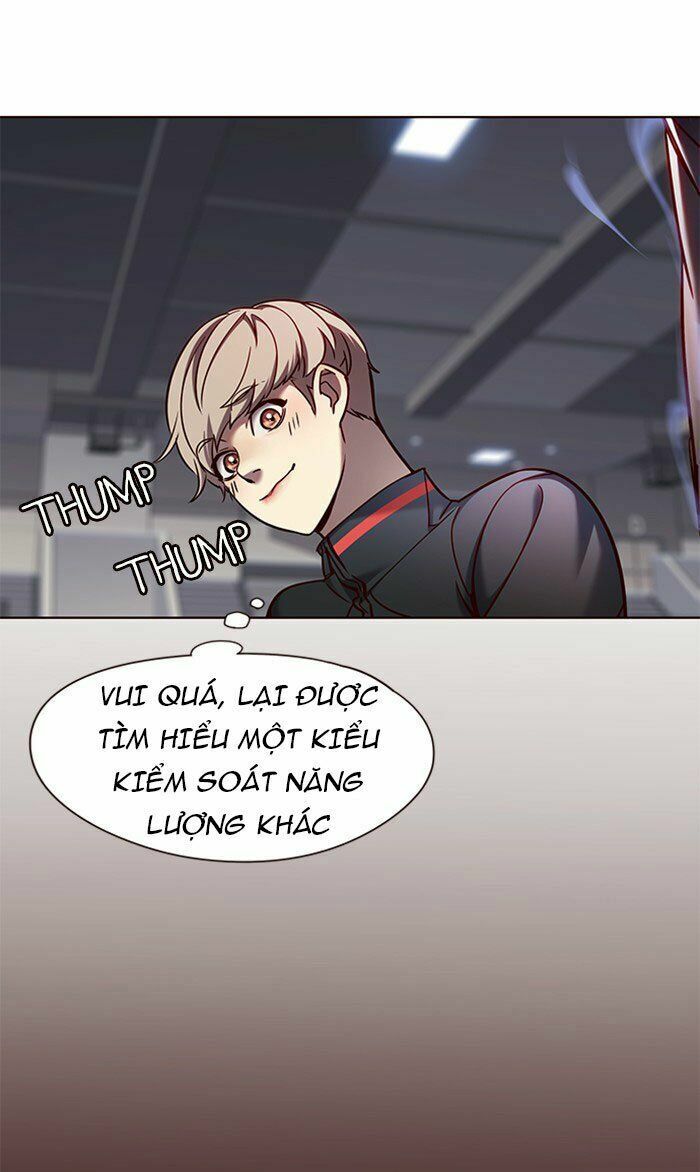 THUMP
THUMP
VUI QUÁ, LẠI ĐƯỢC
TÌM HIỂU MỘT KIỂU
KIỂM SOÁT NĂNG
LƯỢNG KHÁC